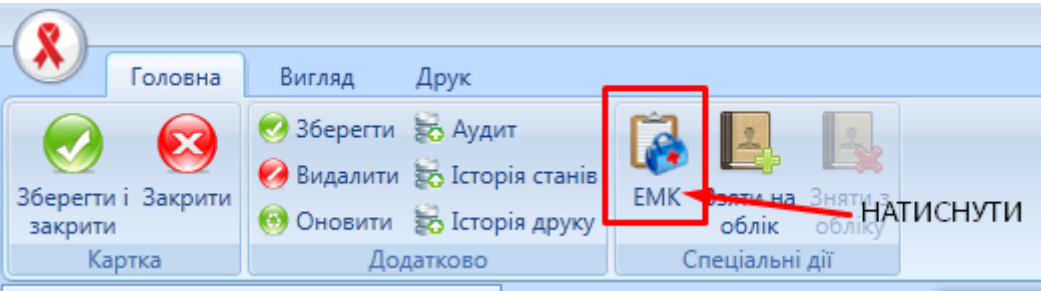 Головна Вигляд Друк
Зберегти Аудит
Видалити Історія станів
Оновити Історія друку
Зберегти і
закрити
Закрити
ЕМК
Взяти на
облік
Зняти з
обліку
НАТИСНУТИ
Картка Додатково Спеціальні дії